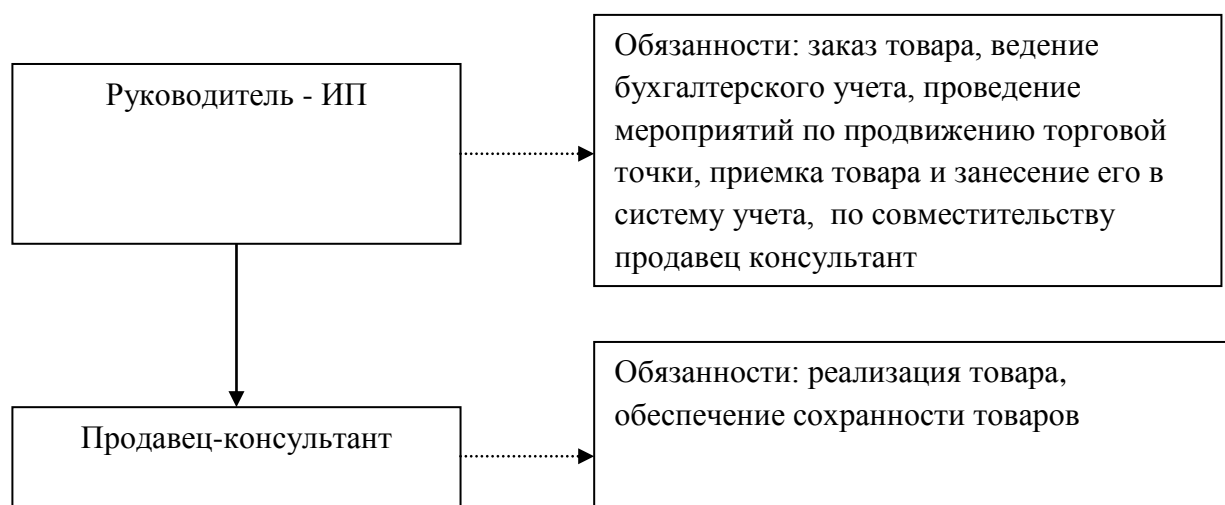 Руководитель - ИП
Обязанности: заказ товара, ведение
бухгалтерского учета, проведение
мероприятий по продвижению торговой
точки, приемка товара и занесение его в
систему учета,  по совместительству
продавец консультант
Продавец-консультант
Обязанности: реализация товара,
обеспечение сохранности товаров